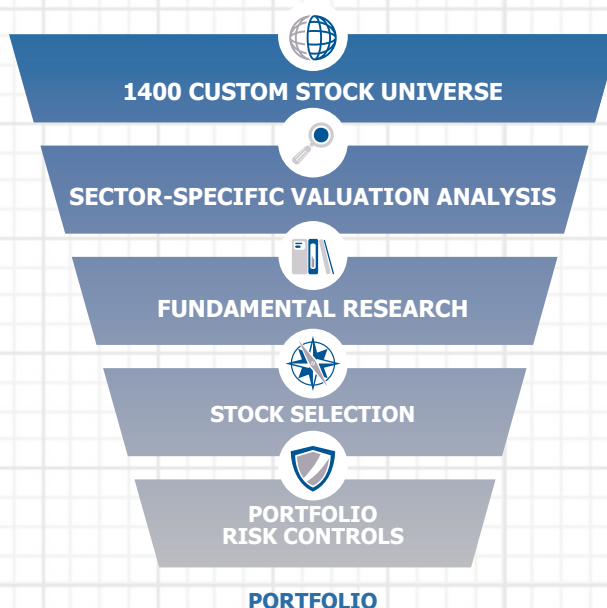 1400 CUSTOM STOCK UNIVERSE
SECTOR-SPECIFIC VALUATION ANALYSIS
FUNDAMENTAL RESEARCH
STOCK SELECTION
PORTFOLIO
RISK CONTROLS
PORTFOLIO